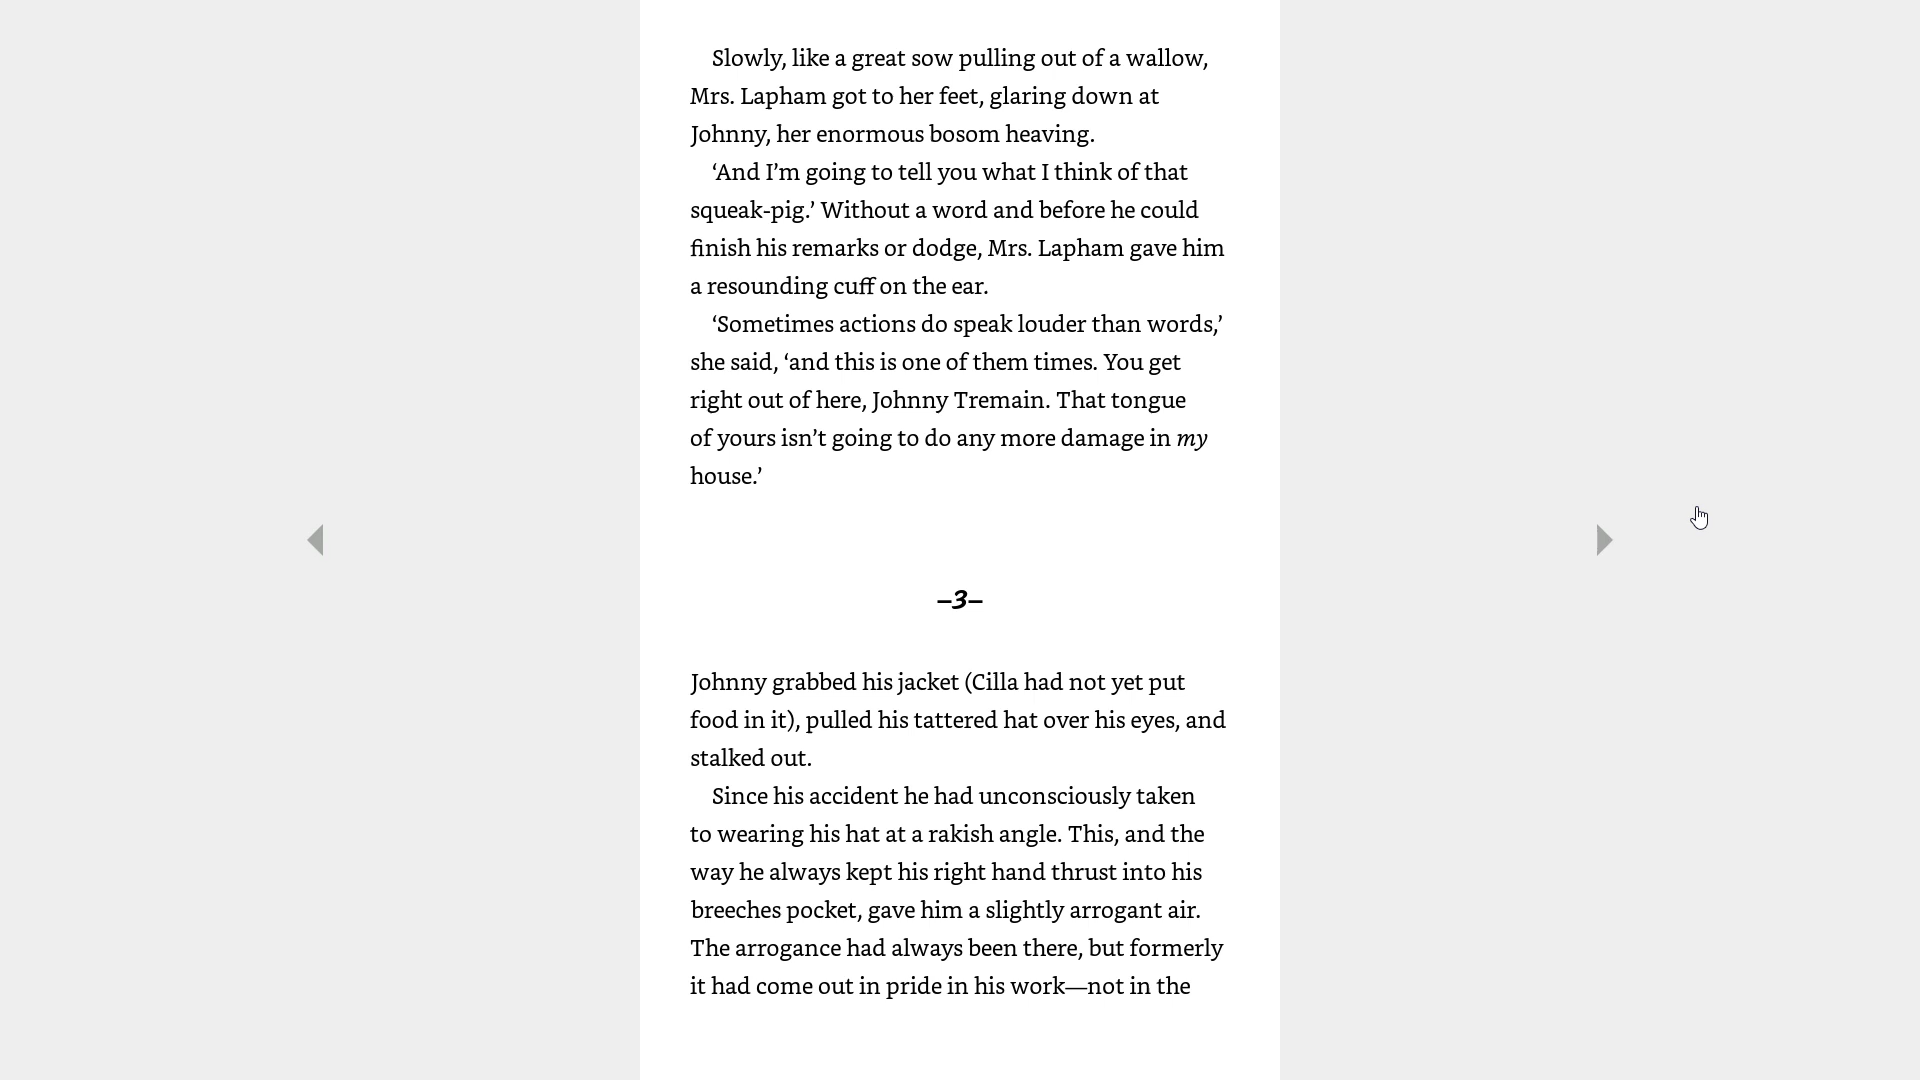 Slowly, like a great sow pulling out of a wallow,
Mrs. Lapham got to her feet, glaring down at
Johnny, her enormous bosom heaving.
‘And I’m going to tell you what I think of that
squeak-pig.’ Without a word and before he could
finish his remarks or dodge, Mrs. Lapham gave him
a resounding cuff on the ear.
‘Sometimes actions do speak louder than words,’
she said, ‘and this is one of them times. You get
right out of here, Johnny Tremain. That tongue
of yours isn’t going to do any more damage in my
house.’
–3–
Johnny grabbed his jacket (Cilla had not yet put
food in it), pulled his tattered hat over his eyes, and
stalked out.
Since his accident he had unconsciously taken
to wearing his hat at a rakish angle. This, and the
way he always kept his right hand thrust into his
breeches pocket, gave him a slightly arrogant air.
The arrogance had always been there, but formerly
it had come out in pride in his work—not in the